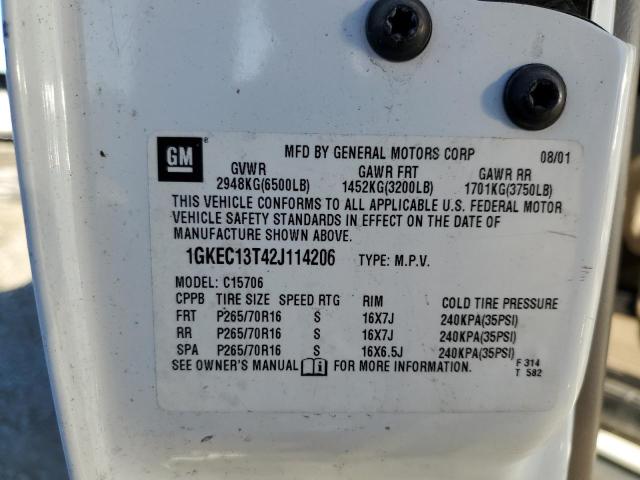 GM
®
MFD BY GENERAL MOTORS CORP 08/01
GVWR GAWR FRT GAWR RR
2948KG(6500LB) 1452KG(3200LB) 1701KG(3750LB)
THIS VEHICLE CONFORMS TO ALL APPLICABLE U.S. FEDERAL MOTOR
VEHICLE SAFETY STANDARDS IN EFFECT ON THE DATE OF
MANUFACTURE SHOWN ABOVE.
1GKEC13T42J114206 TYPE: M.P.V.
MODEL: C15706
CPPB TIRE SIZE SPEED RTG RIM COLD TIRE PRESSURE
FRT P265/70R16 S 16X7J 240KPA(35PSI)
RR P265/70R16 S 16X7J 240KPA(35PSI)
SPA P265/70R16 S 16X6.5J 240KPA(35PSI)
SEE OWNER'S MANUAL i FOR MORE INFORMATION. F 314
T 582